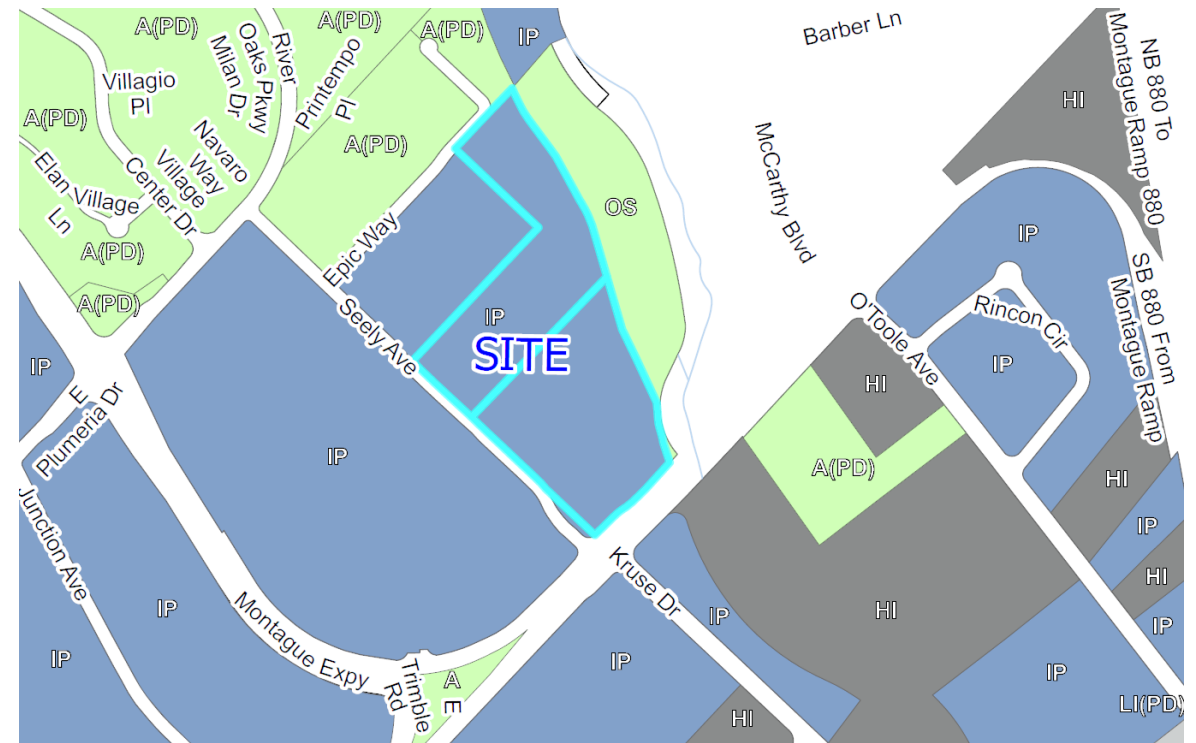 A(PD)
A(PD)
A(PD)
IP
Barber Ln
NB 880 To
Montague Ramp 880
River
Oaks Pkwy
Milan Dr
Printempo
Pl
Villagio
Pl
HI
A(PD)
Navaro
Way
Village
Center Dr
A(PD)
McCarthy Blvd
Elan Village
Ln
OS
A(PD)
Epic Way
IP
SB 880 From
Montague Ramp
A(PD)
Seely Ave
IP
SITE
O'Toole Ave
Rincon Cir
IP
IP
E
Plumeria Dr
HI
IP
A(PD)
HI
Junction Ave
IP
IP
Kruse Dr
HI
IP
Montague Expy
IP
HI
IP
IP
IP
IP
Trimble
Rd
A
E
HI
LI(PD)